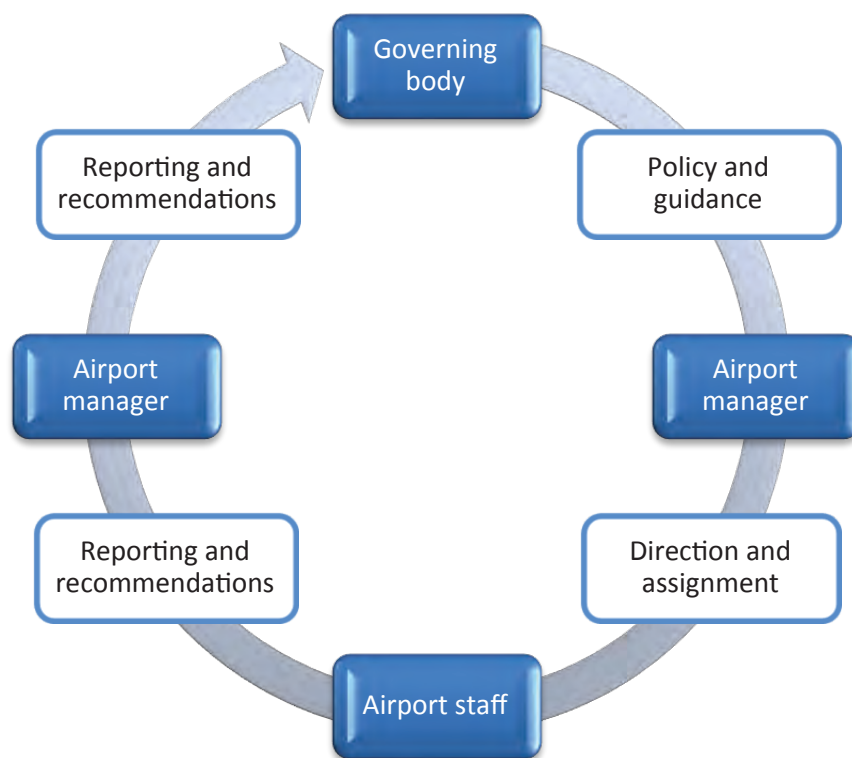 Governing
body
Reporting and
recommendations
Policy and
guidance
Airport
manager
Airport
manager
Reporting and
recommendations
Direction and
assignment
Airport staff